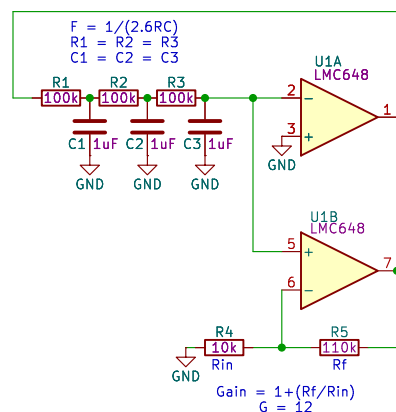 F = 1/(2.6RC)
R1 = R2 = R3
C1 = C2 = C3
U1A
LMC648
R1 R2 R3
100k 100k 100k
2
1
3
C1 1uF C2 1uF C3 1uF
GND GND GND GND
U1B
LMC648
5
7
6
R4 R5
10k 110k
Rin Rf
GND
Gain = 1+(Rf/Rin)
G = 12